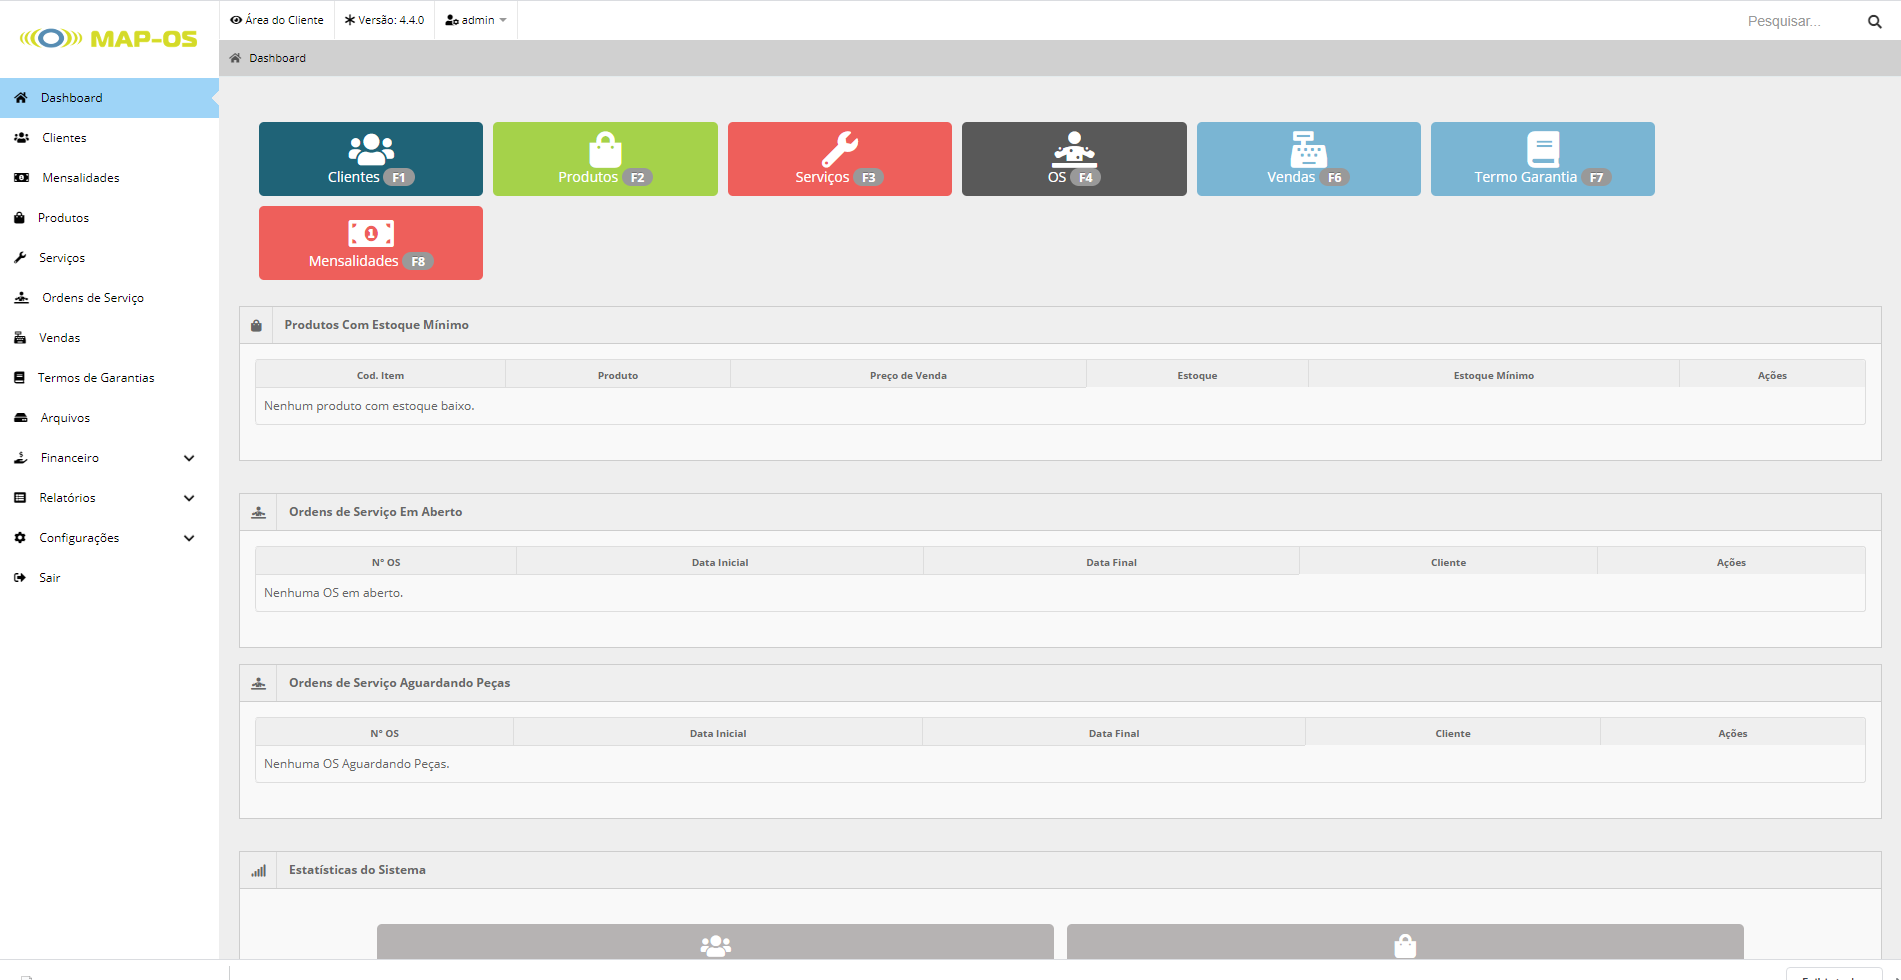 MAP-OS
Área do Cliente
Versão: 4.4.0
admin
Pesquisar...
Dashboard
Dashboard
Clientes
Mensalidades
Produtos
Serviços
Ordens de Serviço
Vendas
Termos de Garantias
Arquivos
Financeiro
Relatórios
Configurações
Sair
Clientes F1
Produtos F2
Serviços F3
OS F4
Vendas F6
Termo Garantia F7
Mensalidades F8
Produtos Com Estoque Mínimo
Cod. Item Produto Preço de Venda Estoque Estoque Mínimo Ações
Nenhum produto com estoque baixo.
Ordens de Serviço Em Aberto
N° OS Data Inicial Data Final Cliente Ações
Nenhuma OS em aberto.
Ordens de Serviço Aguardando Peças
N° OS Data Inicial Data Final Cliente Ações
Nenhuma OS Aguardando Peças.
Estatísticas do Sistema